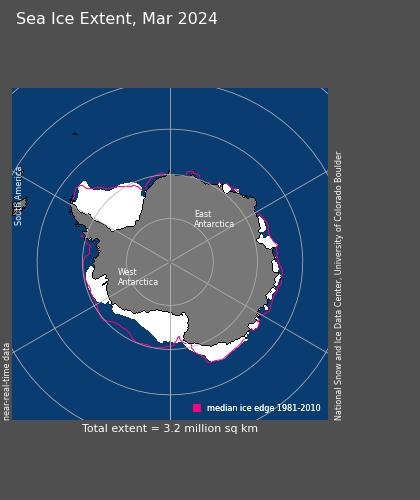 Sea Ice Extent, Mar 2024
South America
East
Antarctica
West
Antarctica
near-real-time data
National Snow and Ice Data Center, University of Colorado Boulder
median ice edge 1981-2010
Total extent = 3.2 million sq km